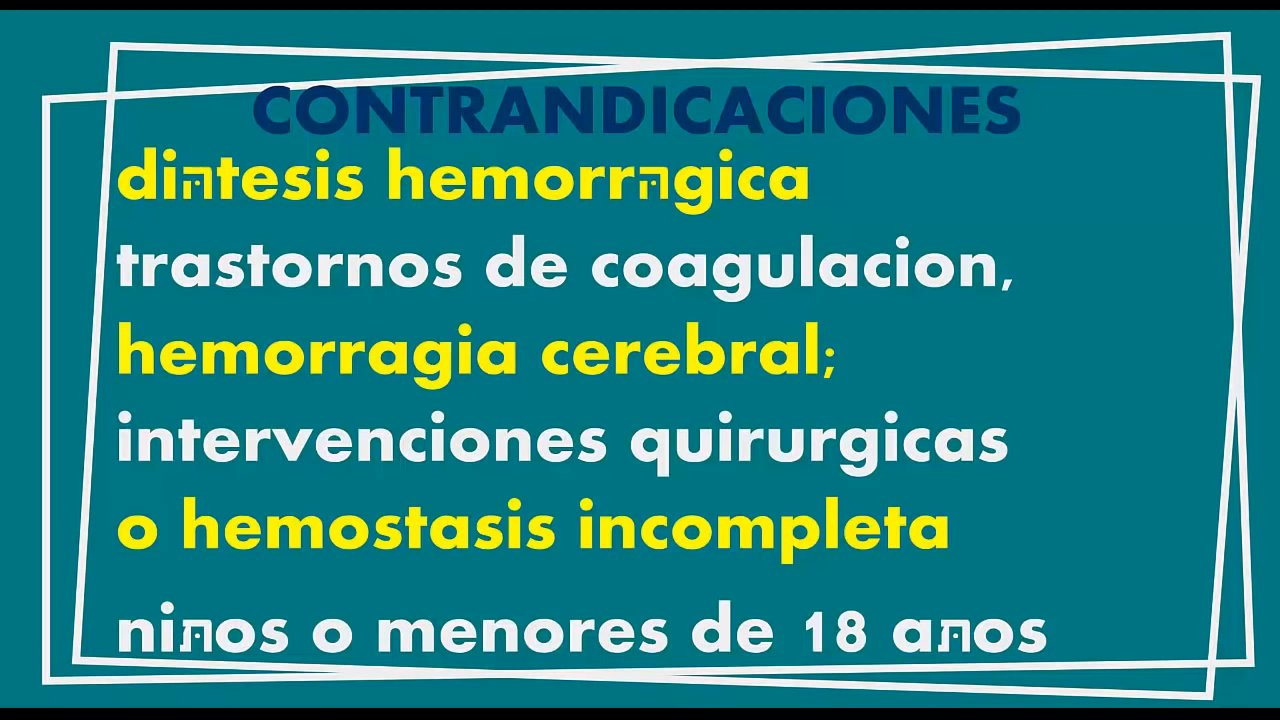 CONTRANDICACIONES
diátesis hemorrágica
trastornos de coagulacion,
hemorragia cerebral;
intervenciones quirurgicas
o hemostasis incompleta
niños o menores de 18 años